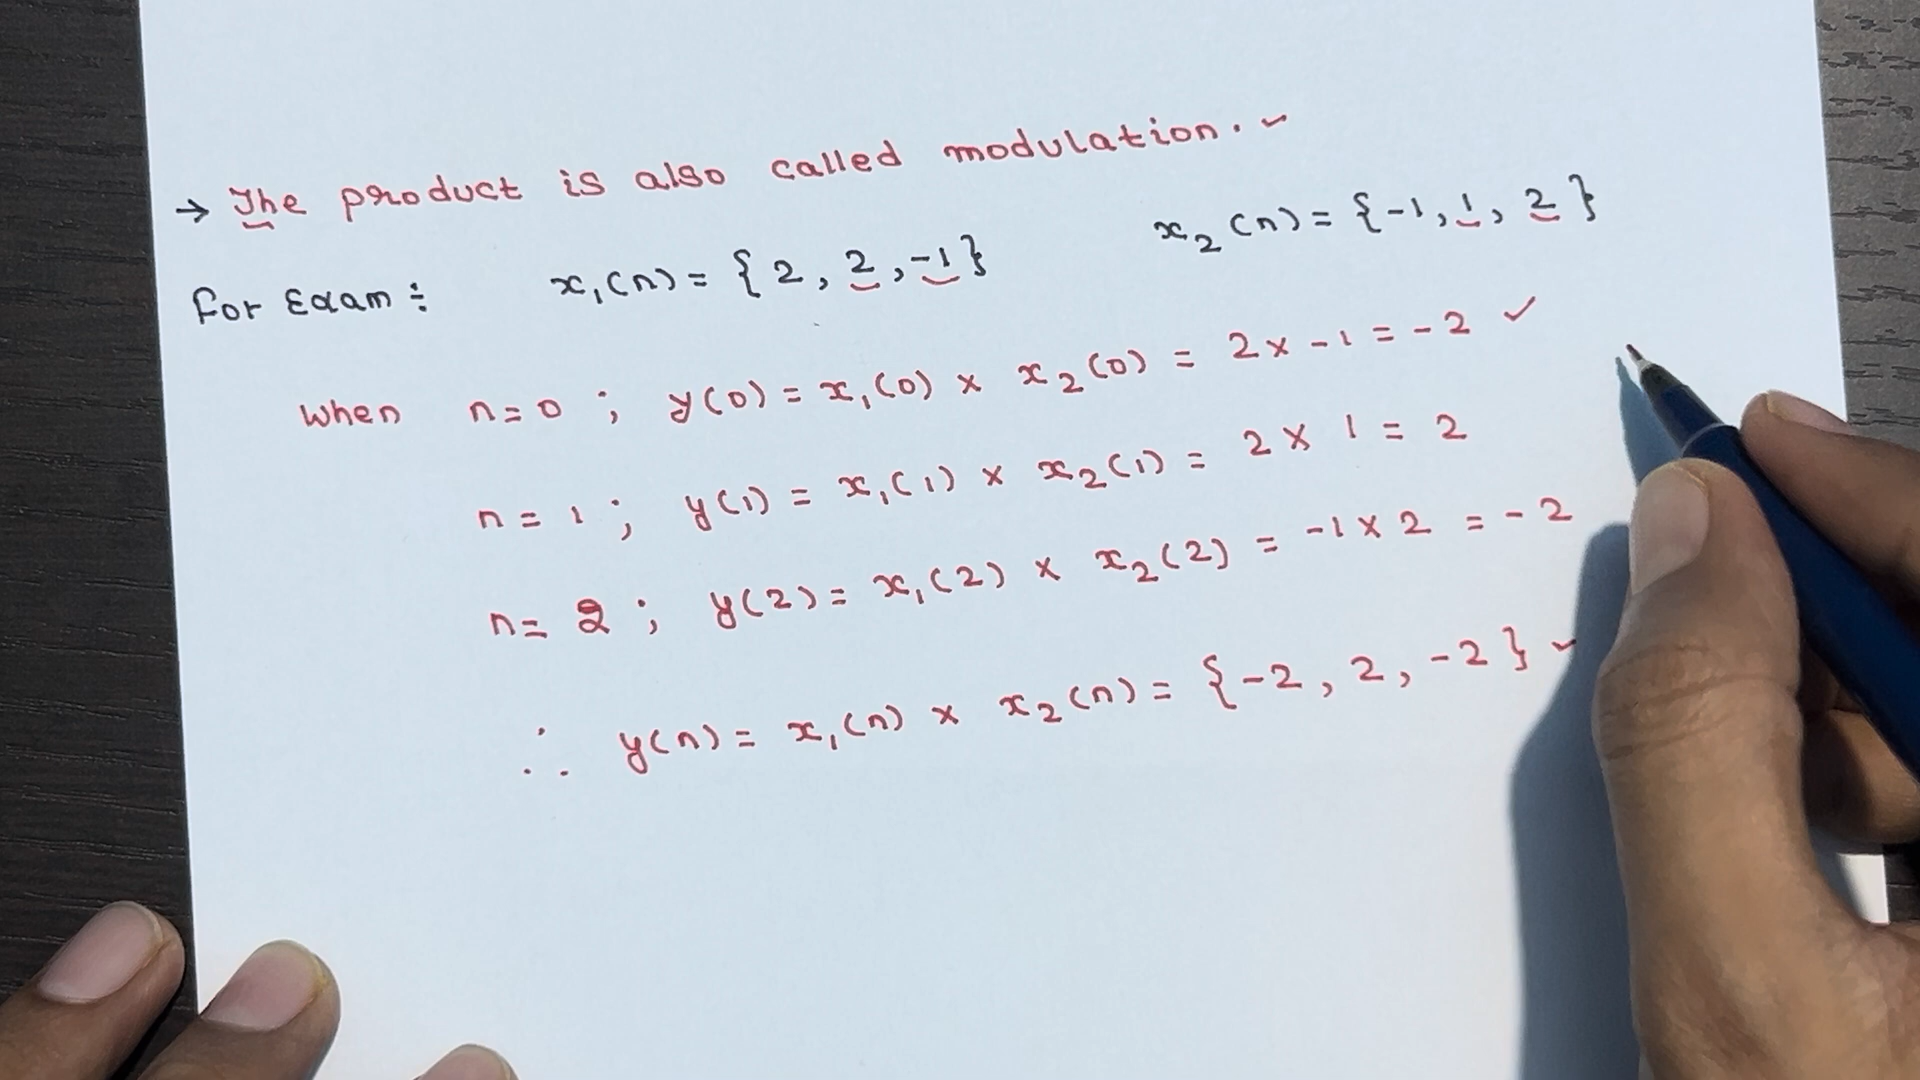 → The product is also called modulation.✓
For Exam ÷ x₁(n) = {2, 2, -1} x₂(n) = {-1, 1, 2}
When n=0 ; y(0) = x₁(0) × x₂(0) = 2 × -1 = -2 ✓
n = 1 ; y(1) = x₁(1) × x₂(1) = 2 × 1 = 2
n = 2 ; y(2) = x₁(2) × x₂(2) = -1 × 2 = -2
∴ y(n) = x₁(n) × x₂(n) = {-2, 2, -2} ✓